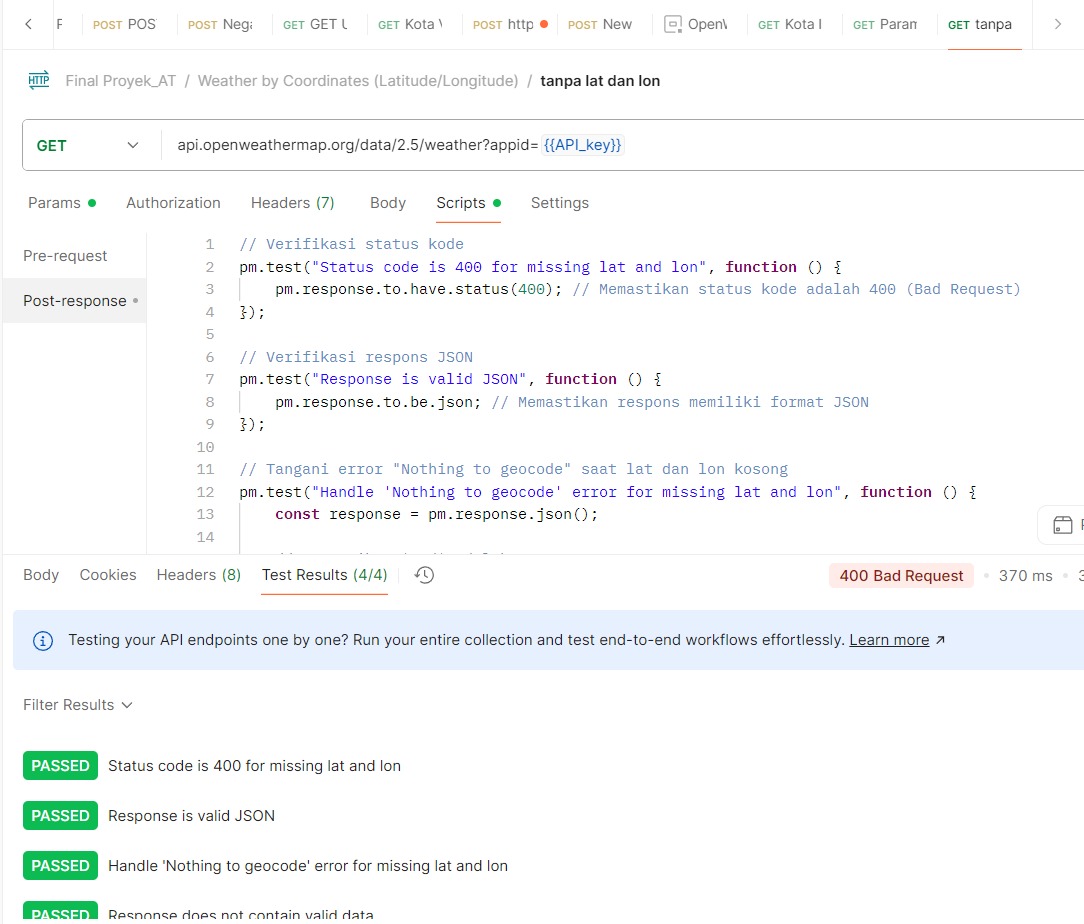 F POST POS POST Nega GET GET U GET Kota V POST http POST New OpenW GET Kota I GET Param GET tanpa
HTTP Final Proyek_AT / Weather by Coordinates (Latitude/Longitude) / tanpa lat dan lon
GET api.openweathermap.org/data/2.5/weather?appid= {{API_key}}
Params Authorization Headers (7) Body Scripts Settings
Pre-request
Post-response
1 // Verifikasi status kode
2 pm.test("Status code is 400 for missing lat and lon", function () {
3 pm.response.to.have.status(400); // Memastikan status kode adalah 400 (Bad Request)
4 });
5
6 // Verifikasi respons JSON
7 pm.test("Response is valid JSON", function () {
8 pm.response.to.be.json; // Memastikan respons memiliki format JSON
9 });
10
11 // Tangani error "Nothing to geocode" saat lat dan lon kosong
12 pm.test("Handle 'Nothing to geocode' error for missing lat and lon", function () {
13 const response = pm.response.json();
14
Body Cookies Headers (8) Test Results (4/4) 400 Bad Request 370 ms
Testing your API endpoints one by one? Run your entire collection and test end-to-end workflows effortlessly. Learn more ↗
Filter Results
PASSED Status code is 400 for missing lat and lon
PASSED Response is valid JSON
PASSED Handle 'Nothing to geocode' error for missing lat and lon
PASSED Response does not contain valid data